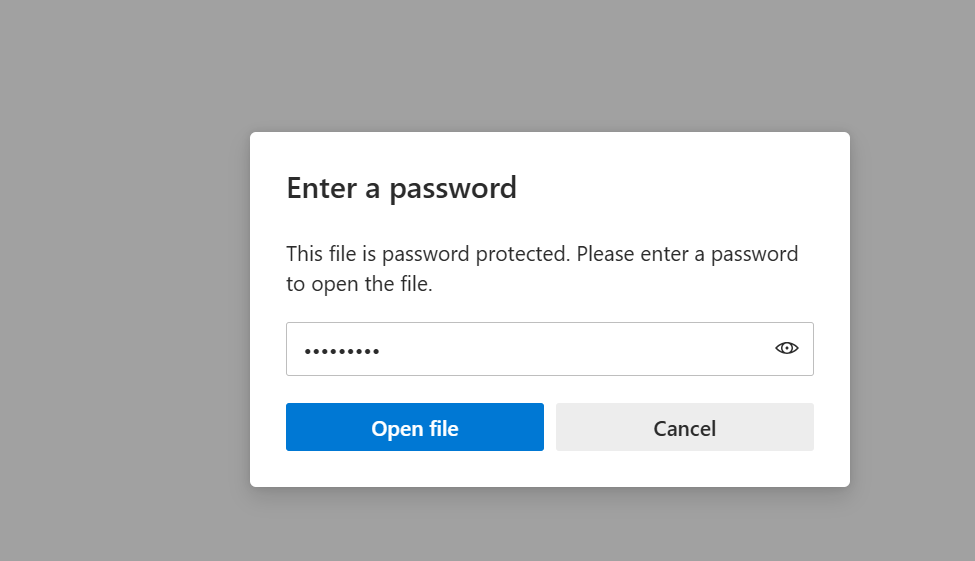 Enter a password
This file is password protected. Please enter a password
to open the file.
•••••••••
Open file
Cancel